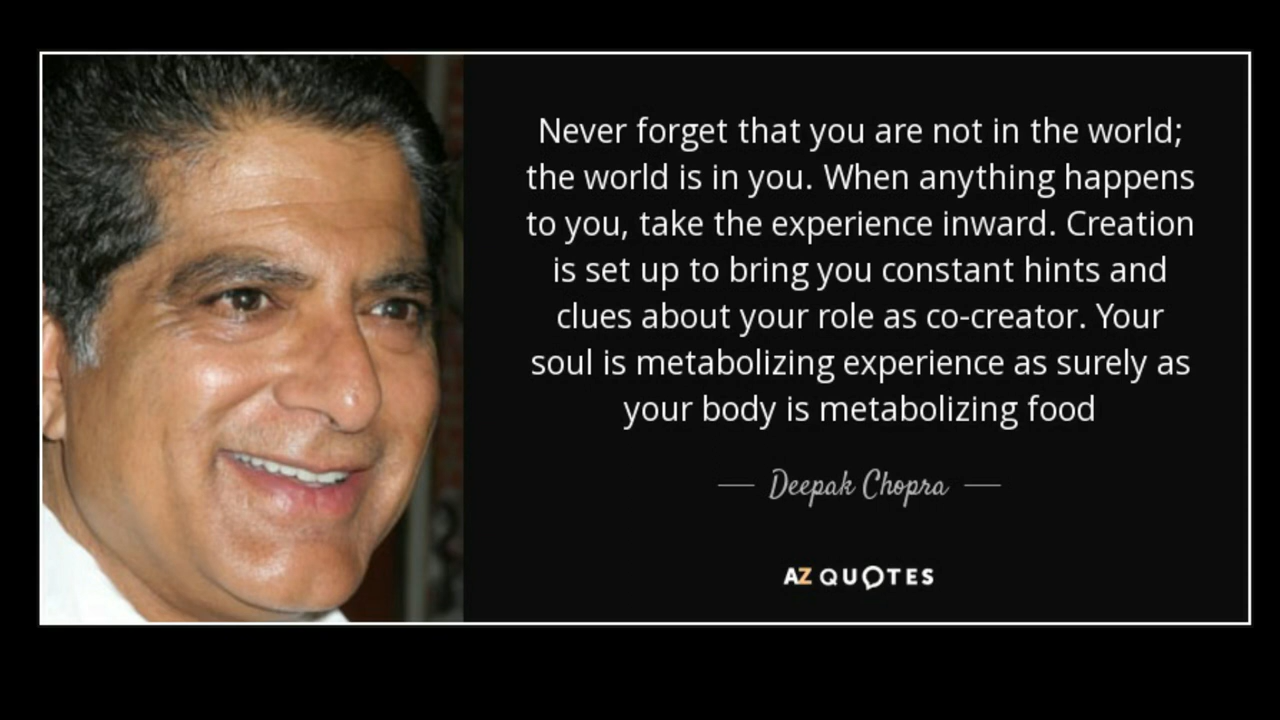 Never forget that you are not in the world;
the world is in you. When anything happens
to you, take the experience inward. Creation
is set up to bring you constant hints and
clues about your role as co-creator. Your
soul is metabolizing experience as surely as
your body is metabolizing food
Deepak Chopra
AZ QUOTES